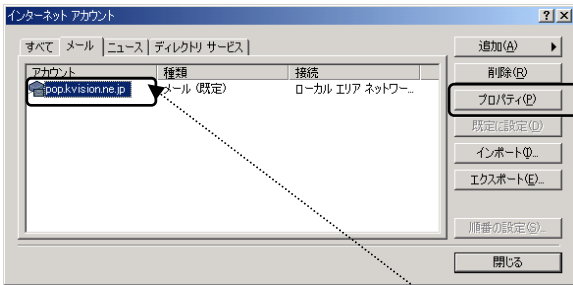 インターネット アカウント
すべて メール ニュース ディレクトリ サービス
アカウント 種類 接続
pop.kvision.ne.jp メール (既定) ローカル エリア ネットワー...
追加(A)
削除(R)
プロパティ(P)
既定に設定(D)
インポート(I)...
エクスポート(E)...
順番の設定(S)...
閉じる